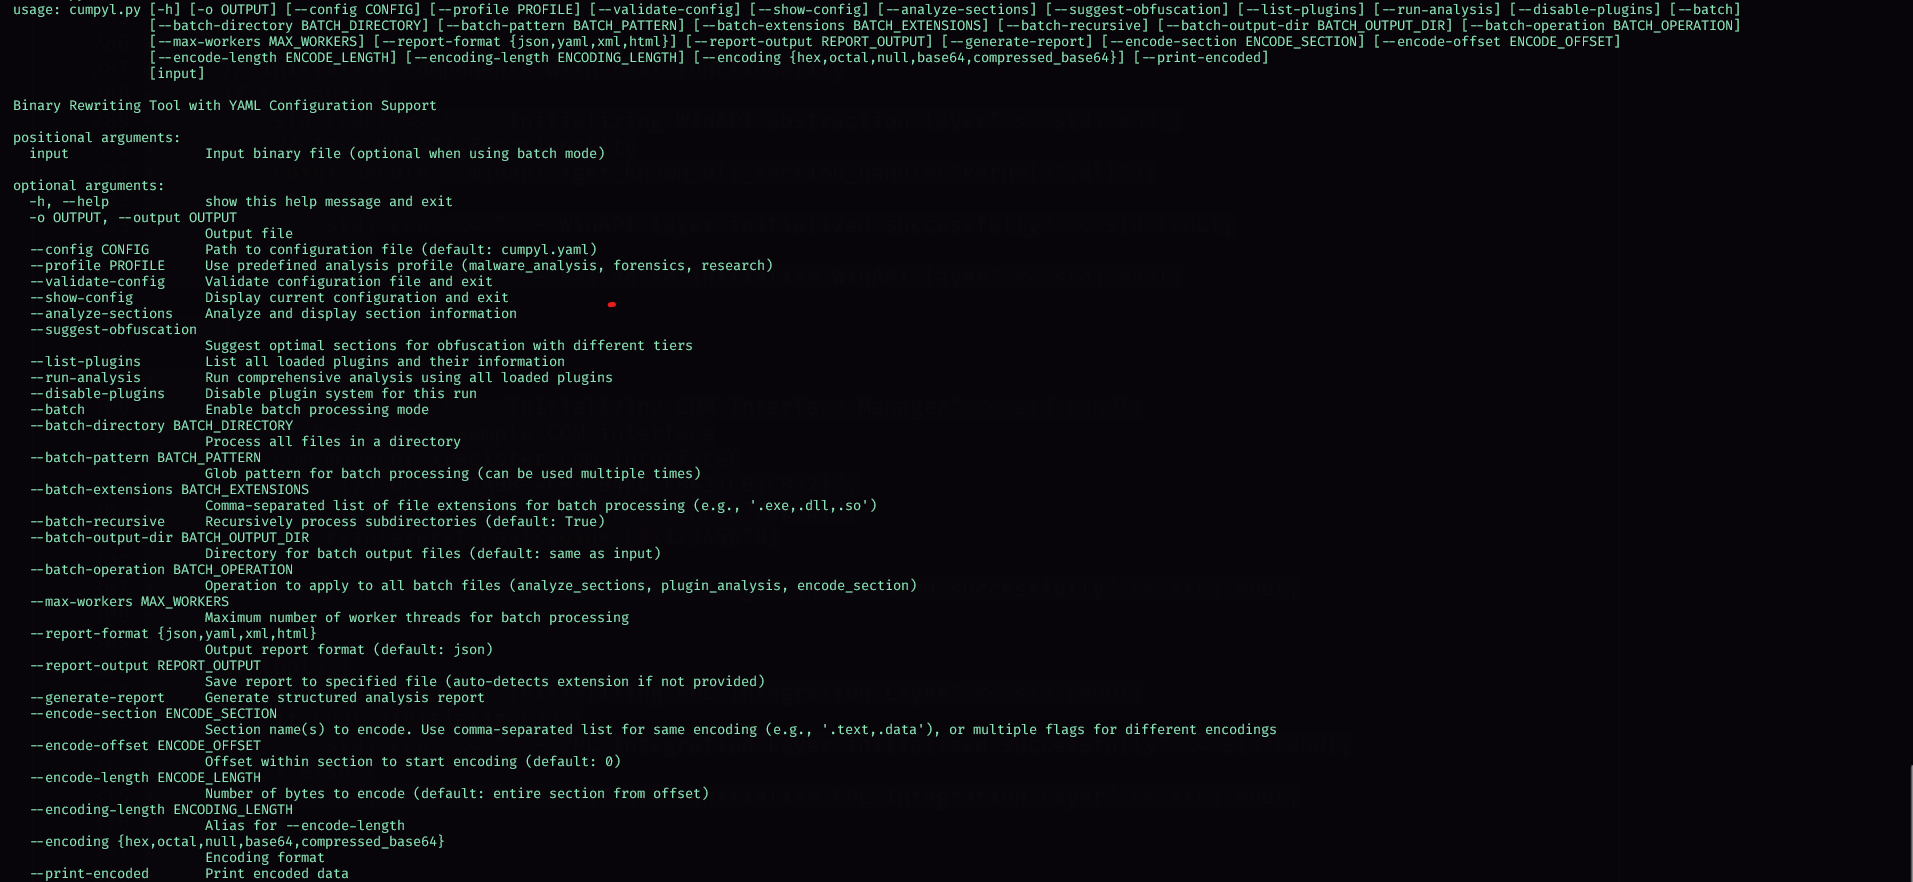 usage: cumpyl.py [-h] [-o OUTPUT] [--config CONFIG] [--profile PROFILE] [--validate-config] [--show-config] [--analyze-sections] [--suggest-obfuscation] [--list-plugins] [--run-analysis] [--disable-plugins] [--batch]
[--batch-directory BATCH_DIRECTORY] [--batch-pattern BATCH_PATTERN] [--batch-extensions BATCH_EXTENSIONS] [--batch-recursive] [--batch-output-dir BATCH_OUTPUT_DIR] [--batch-operation BATCH_OPERATION]
[--max-workers MAX_WORKERS] [--report-format {json,yaml,xml,html}] [--report-output REPORT_OUTPUT] [--generate-report] [--encode-section ENCODE_SECTION] [--encode-offset ENCODE_OFFSET]
[--encode-length ENCODE_LENGTH] [--encoding-length ENCODING_LENGTH] [--encoding {hex,octal,null,base64,compressed_base64}] [--print-encoded]
[input]
Binary Rewriting Tool with YAML Configuration Support
positional arguments:
input Input binary file (optional when using batch mode)
optional arguments:
-h, --help show this help message and exit
-o OUTPUT, --output OUTPUT
Output file
--config CONFIG Path to configuration file (default: cumpyl.yaml)
--profile PROFILE Use predefined analysis profile (malware_analysis, forensics, research)
--validate-config Validate configuration file and exit
--show-config Display current configuration and exit
--analyze-sections Analyze and display section information
--suggest-obfuscation
Suggest optimal sections for obfuscation with different tiers
--list-plugins List all loaded plugins and their information
--run-analysis Run comprehensive analysis using all loaded plugins
--disable-plugins Disable plugin system for this run
--batch Enable batch processing mode
--batch-directory BATCH_DIRECTORY
Process all files in a directory
--batch-pattern BATCH_PATTERN
Glob pattern for batch processing (can be used multiple times)
--batch-extensions BATCH_EXTENSIONS
Comma-separated list of file extensions for batch processing (e.g., '.exe,.dll,.so')
--batch-recursive Recursively process subdirectories (default: True)
--batch-output-dir BATCH_OUTPUT_DIR
Directory for batch output files (default: same as input)
--batch-operation BATCH_OPERATION
Operation to apply to all batch files (analyze_sections, plugin_analysis, encode_section)
--max-workers MAX_WORKERS
Maximum number of worker threads for batch processing
--report-format {json,yaml,xml,html}
Output report format (default: json)
--report-output REPORT_OUTPUT
Save report to specified file (auto-detects extension if not provided)
--generate-report Generate structured analysis report
--encode-section ENCODE_SECTION
Section name(s) to encode. Use comma-separated list for same encoding (e.g., '.text,.data'), or multiple flags for different encodings
--encode-offset ENCODE_OFFSET
Offset within section to start encoding (default: 0)
--encode-length ENCODE_LENGTH
Number of bytes to encode (default: entire section from offset)
--encoding-length ENCODING_LENGTH
Alias for --encode-length
--encoding {hex,octal,null,base64,compressed_base64}
Encoding format
--print-encoded Print encoded data